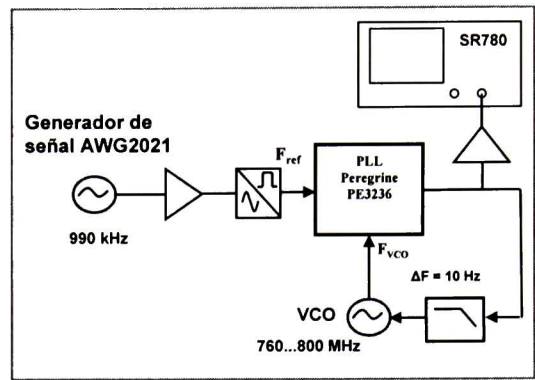 SR780
Generador de
señal AWG2021
F_ref
PLL
Peregrine
PE3236
990 kHz
F_VCO
ΔF = 10 Hz
VCO
760...800 MHz